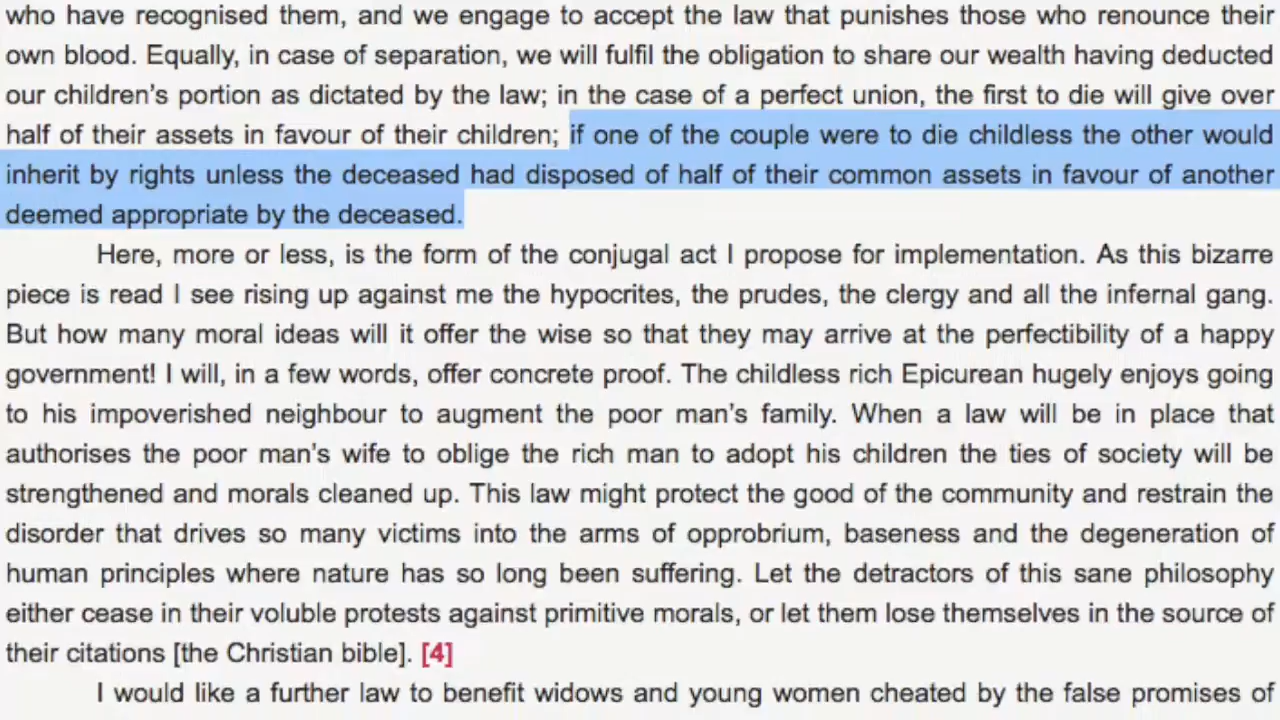 who have recognised them, and we engage to accept the law that punishes those who renounce their
own blood. Equally, in case of separation, we will fulfil the obligation to share our wealth having deducted
our children's portion as dictated by the law; in the case of a perfect union, the first to die will give over
half of their assets in favour of their children; if one of the couple were to die childless the other would
inherit by rights unless the deceased had disposed of half of their common assets in favour of another
deemed appropriate by the deceased.
Here, more or less, is the form of the conjugal act I propose for implementation. As this bizarre
piece is read I see rising up against me the hypocrites, the prudes, the clergy and all the infernal gang.
But how many moral ideas will it offer the wise so that they may arrive at the perfectibility of a happy
government! I will, in a few words, offer concrete proof. The childless rich Epicurean hugely enjoys going
to his impoverished neighbour to augment the poor man's family. When a law will be in place that
authorises the poor man's wife to oblige the rich man to adopt his children the ties of society will be
strengthened and morals cleaned up. This law might protect the good of the community and restrain the
disorder that drives so many victims into the arms of opprobrium, baseness and the degeneration of
human principles where nature has so long been suffering. Let the detractors of this sane philosophy
either cease in their voluble protests against primitive morals, or let them lose themselves in the source of
their citations [the Christian bible]. [4]
I would like a further law to benefit widows and young women cheated by the false promises of